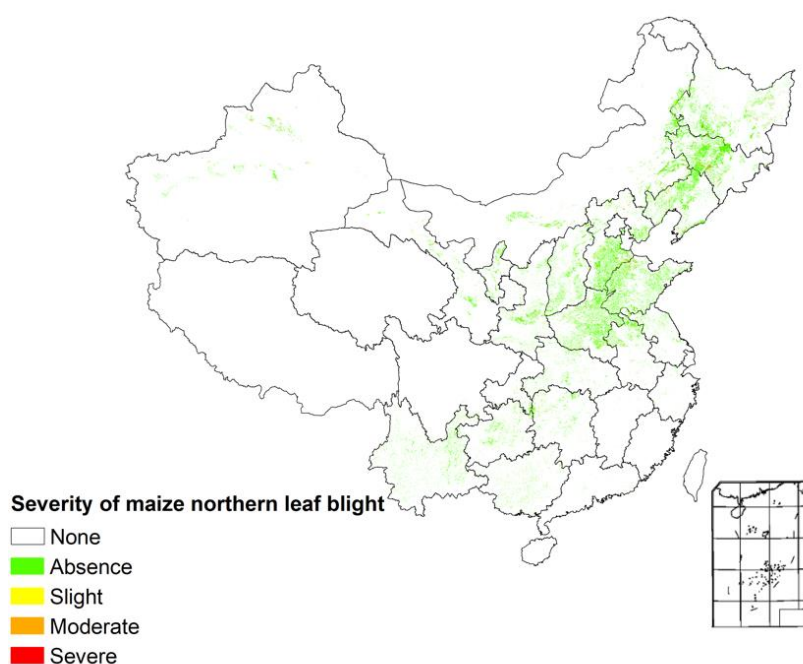 Severity of maize northern leaf blight
None
Absence
Slight
Moderate
Severe